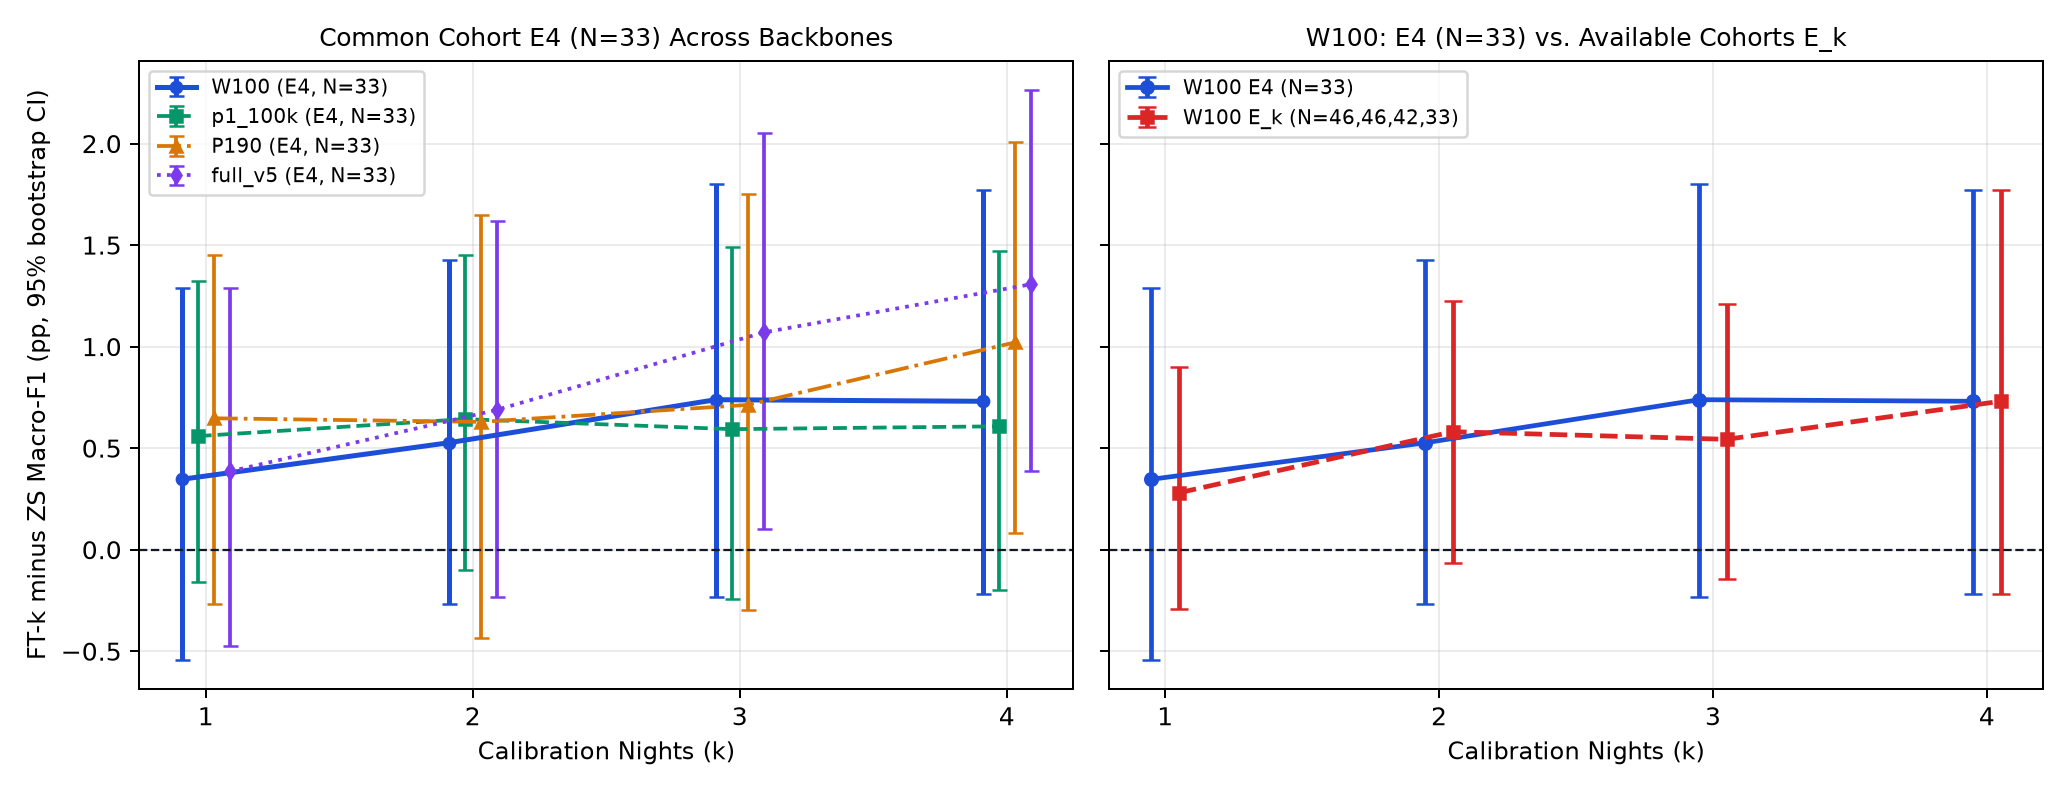 Common Cohort E4 (N=33) Across Backbones
W100 (E4, N=33)
p1_100k (E4, N=33)
P190 (E4, N=33)
full_v5 (E4, N=33)
FT-k minus ZS Macro-F1 (pp, 95% bootstrap CI)
2.0
1.5
1.0
0.5
0.0
−0.5
1
2
3
4
Calibration Nights (k)
W100: E4 (N=33) vs. Available Cohorts E_k
W100 E4 (N=33)
W100 E_k (N=46,46,42,33)
1
2
3
4
Calibration Nights (k)